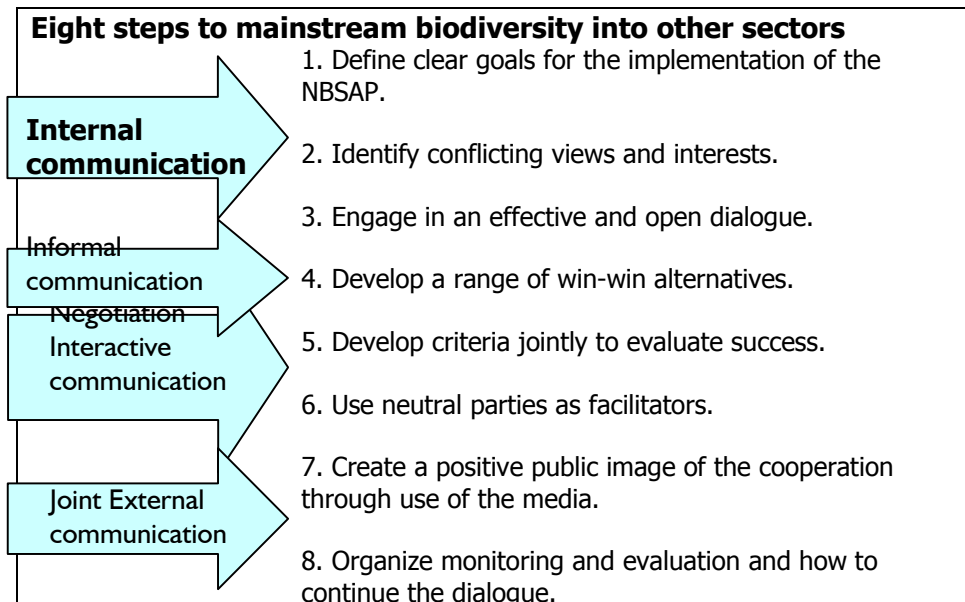 Eight steps to mainstream biodiversity into other sectors
Internal
communication
Informal
communication
Negotiation
Interactive
communication
Joint External
communication
1. Define clear goals for the implementation of the
NBSAP.
2. Identify conflicting views and interests.
3. Engage in an effective and open dialogue.
4. Develop a range of win-win alternatives.
5. Develop criteria jointly to evaluate success.
6. Use neutral parties as facilitators.
7. Create a positive public image of the cooperation
through use of the media.
8. Organize monitoring and evaluation and how to
continue the dialogue.